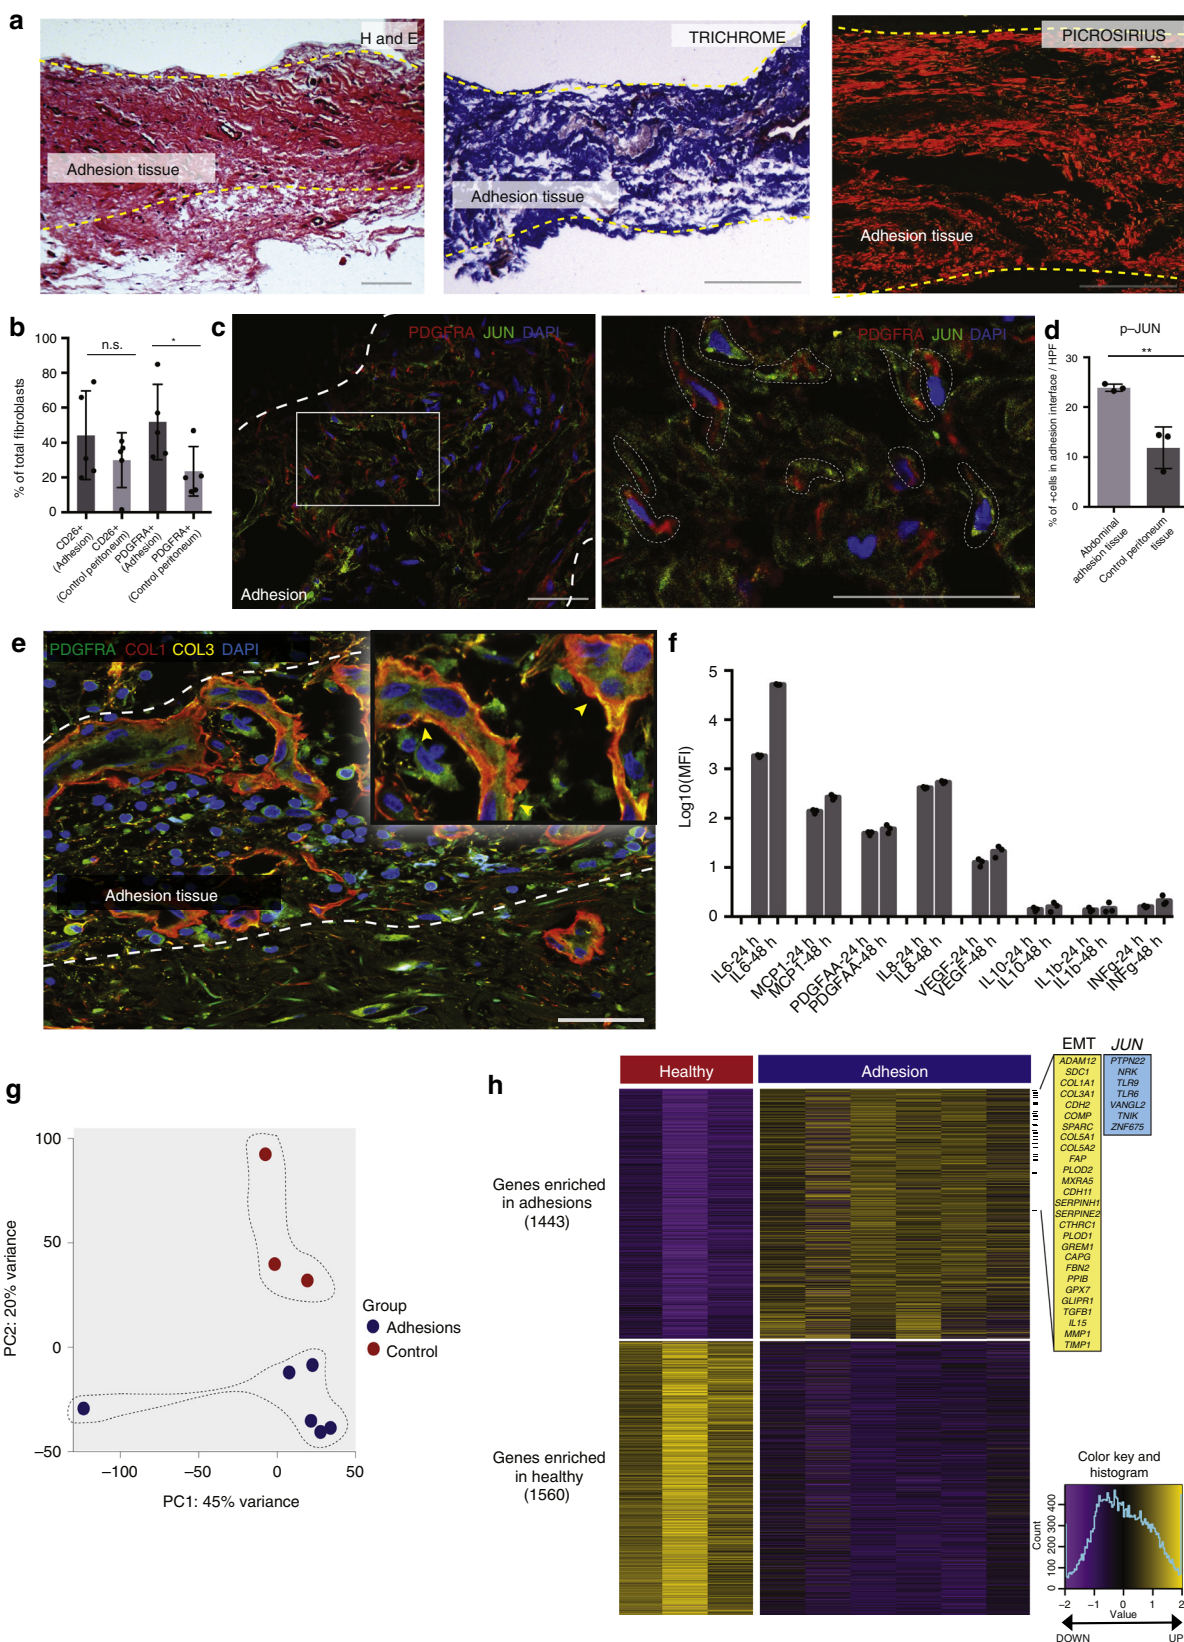 a
H and E
TRICHROME
PICROSIRIUS
Adhesion tissue
Adhesion tissue
Adhesion tissue
b
% of total fibroblasts
100
80
60
40
20
0
n.s.
*
CD26+
(Adhesion)
CD26+
(Control peritoneum)
PDGFRA+
(Adhesion)
PDGFRA+
(Control peritoneum)
c
PDGFRA JUN DAPI
Adhesion
PDGFRA JUN DAPI
d
p–JUN
**
% of +cells in adhesion interface / HPF
30
20
10
0
Abdominal
adhesion tissue
Control peritoneum
tissue
e
PDGFRA COL1 COL3 DAPI
Adhesion tissue
f
Log10(MFI)
5
4
3
2
1
0
IL6-24 h
IL6-48 h
MCP1-24 h
MCP1-48 h
PDGFAA-24 h
PDGFAA-48 h
IL8-24 h
IL8-48 h
VEGF-24 h
VEGF-48 h
IL10-24 h
IL10-48 h
IL1b-24 h
IL1b-48 h
INFg-24 h
INFg-48 h
g
PC2: 20% variance
100
50
0
−50
−100
−50
0
50
PC1: 45% variance
Group
Adhesions
Control
h
Healthy
Adhesion
Genes enriched
in adhesions
(1443)
Genes enriched
in healthy
(1560)
EMT
ADAM12
SDC1
COL1A1
COL3A1
CDH2
COMP
SPARC
COL5A1
COL5A2
FAP
PLOD2
MXRA5
CDH11
SERPINH1
SERPINE2
CTHRC1
PLOD1
GREM1
CAPG
FBN2
PPIB
GPX7
GLIPR1
TGFB1
IL15
MMP1
TIMP1
JUN
PTPN22
NRK
TLR9
TLR6
VANGL2
TNIK
ZNF675
Color key and
histogram
Count
0 100 200 300 400
−2 −1 0 1 2
Value
DOWN UP